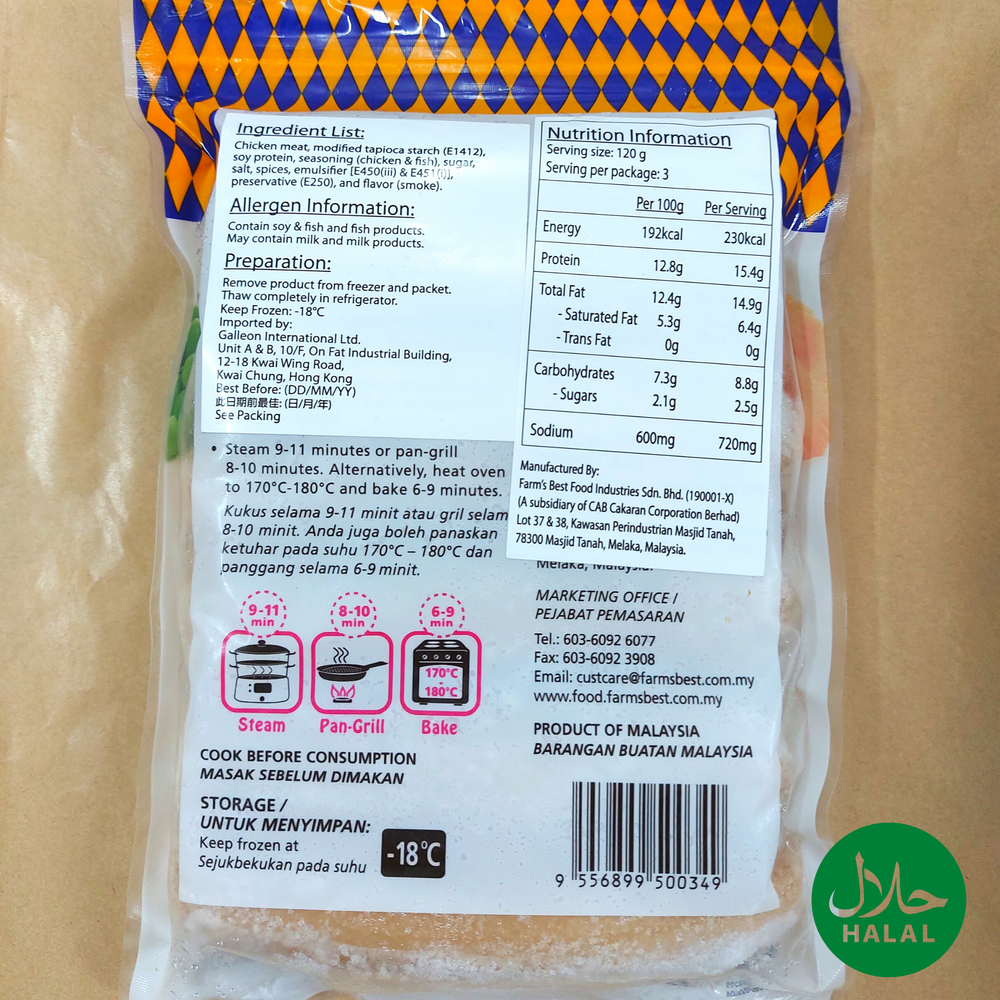 Ingredient List:
Chicken meat, modified tapioca starch (E1412),
soy protein, seasoning (chicken & fish), sugar,
salt, spices, emulsifier [E450(iii) & E451(i)],
preservative (E250), and flavor (smoke).
Allergen Information:
Contain soy & fish and fish products.
May contain milk and milk products.
Preparation:
Remove product from freezer and packet.
Thaw completely in refrigerator.
Keep Frozen: -18°C
Imported by:
Galleon International Ltd.
Unit A & B, 10/F, On Fat Industrial Building,
12-18 Kwai Wing Road,
Kwai Chung, Hong Kong
Best Before: (DD/MM/YY)
此日期前最佳: (日/月/年)
See Packing
Nutrition Information
Serving size: 120 g
Serving per package: 3
Per 100g Per Serving
Energy 192kcal 230kcal
Protein 12.8g 15.4g
Total Fat 12.4g 14.9g
- Saturated Fat 5.3g 6.4g
- Trans Fat 0g 0g
Carbohydrates 7.3g 8.8g
- Sugars 2.1g 2.5g
Sodium 600mg 720mg
Manufactured By:
Farm's Best Food Industries Sdn. Bhd. (190001-X)
(A subsidiary of CAB Cakaran Corporation Berhad)
Lot 37 & 38, Kawasan Perindustrian Masjid Tanah,
78300 Masjid Tanah, Melaka, Malaysia.
Melaka, Malaysia.
• Steam 9-11 minutes or pan-grill
8-10 minutes. Alternatively, heat oven
to 170°C-180°C and bake 6-9 minutes.
Kukus selama 9-11 minit atau gril selam
8-10 minit. Anda juga boleh panaskan
ketuhar pada suhu 170°C – 180°C dan
panggang selama 6-9 minit.
9-11 min
8-10 min
6-9 min
170°C
-
180°C
Steam
Pan-Grill
Bake
COOK BEFORE CONSUMPTION
MASAK SEBELUM DIMAKAN
STORAGE /
UNTUK MENYIMPAN:
Keep frozen at
Sejukbekukan pada suhu
-18°C
MARKETING OFFICE /
PEJABAT PEMASARAN
Tel.: 603-6092 6077
Fax: 603-6092 3908
Email: custcare@farmsbest.com.my
www.food.farmsbest.com.my
PRODUCT OF MALAYSIA
BARANGAN BUATAN MALAYSIA
9 556899 500349
حلال
HALAL